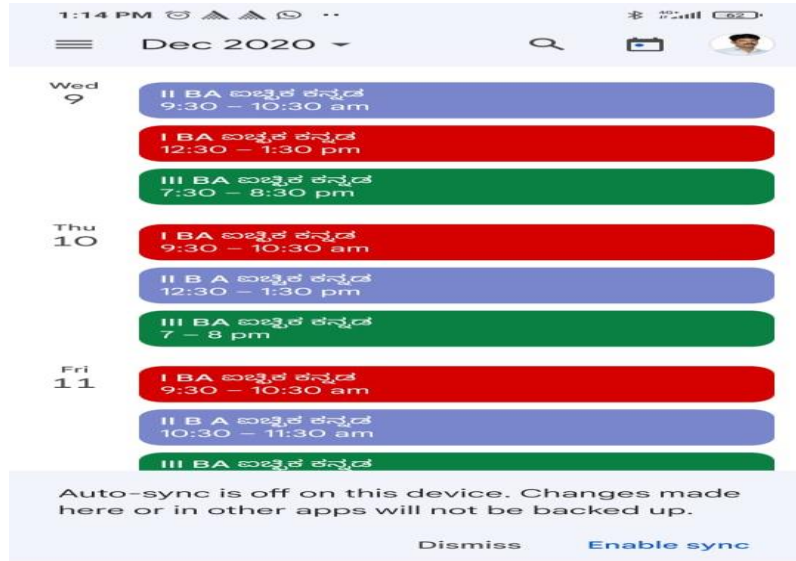 1:14 PM
4G+
62
Dec 2020
Wed
9
II BA ಐಚ್ಛಿಕ ಕನ್ನಡ
9:30 – 10:30 am
I BA ಐಚ್ಛಿಕ ಕನ್ನಡ
12:30 – 1:30 pm
III BA ಐಚ್ಛಿಕ ಕನ್ನಡ
7:30 – 8:30 pm
Thu
10
I BA ಐಚ್ಛಿಕ ಕನ್ನಡ
9:30 – 10:30 am
II B A ಐಚ್ಛಿಕ ಕನ್ನಡ
12:30 – 1:30 pm
III BA ಐಚ್ಛಿಕ ಕನ್ನಡ
7 – 8 pm
Fri
11
I BA ಐಚ್ಛಿಕ ಕನ್ನಡ
9:30 – 10:30 am
II B A ಐಚ್ಛಿಕ ಕನ್ನಡ
10:30 – 11:30 am
III BA ಐಚ್ಛಿಕ ಕನ್ನಡ
Auto-sync is off on this device. Changes made
here or in other apps will not be backed up.
Dismiss Enable sync